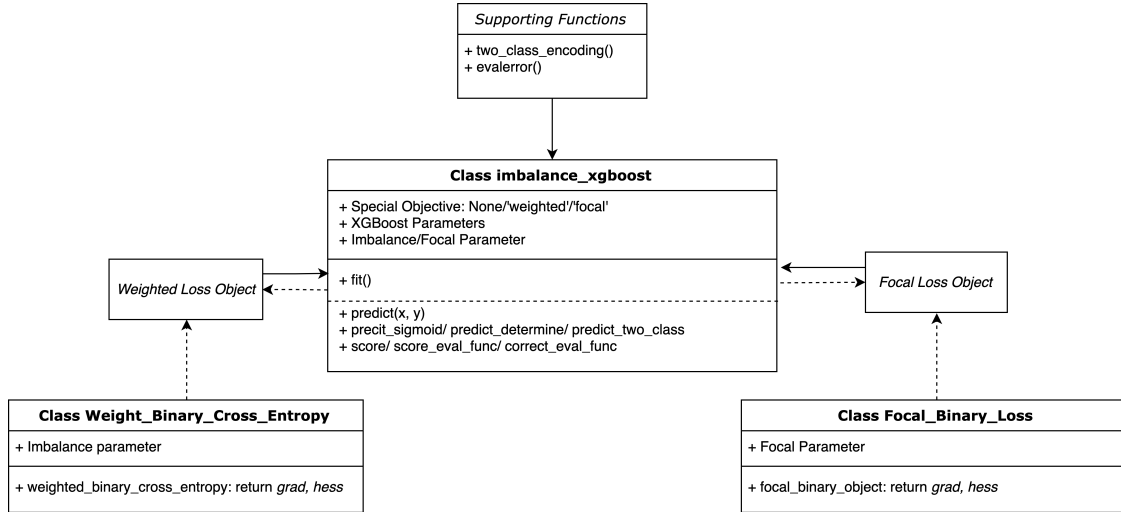 Supporting Functions
+ two_class_encoding()
+ evalerror()
Class imbalance_xgboost
+ Special Objective: None/'weighted'/'focal'
+ XGBoost Parameters
+ Imbalance/Focal Parameter
+ fit()
+ predict(x, y)
+ precit_sigmoid/ predict_determine/ predict_two_class
+ score/ score_eval_func/ correct_eval_func
Weighted Loss Object
Focal Loss Object
Class Weight_Binary_Cross_Entropy
+ Imbalance parameter
+ weighted_binary_cross_entropy: return grad, hess
Class Focal_Binary_Loss
+ Focal Parameter
+ focal_binary_object: return grad, hess